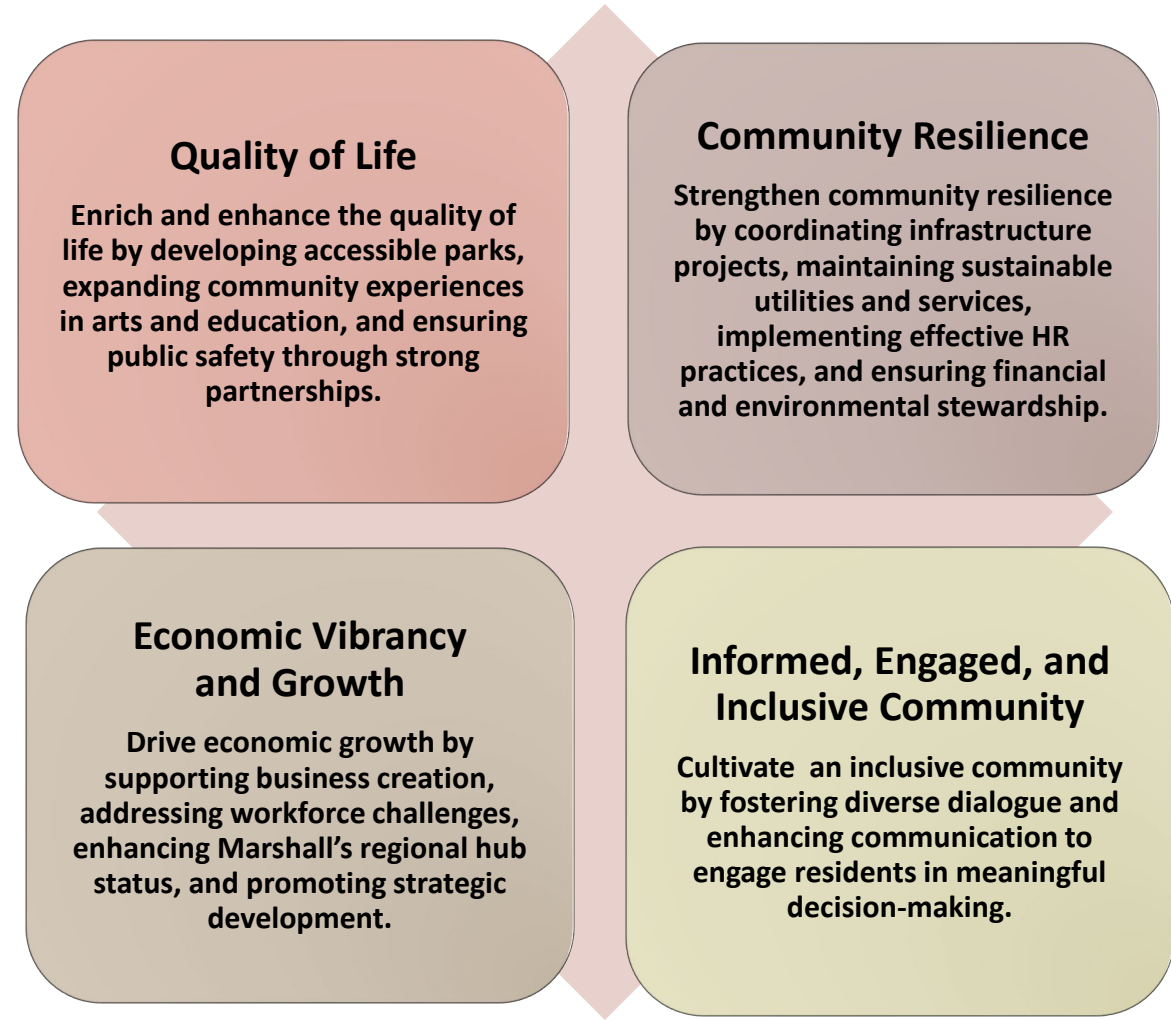 Quality of Life
Enrich and enhance the quality of
life by developing accessible parks,
expanding community experiences
in arts and education, and ensuring
public safety through strong
partnerships.
Community Resilience
Strengthen community resilience
by coordinating infrastructure
projects, maintaining sustainable
utilities and services,
implementing effective HR
practices, and ensuring financial
and environmental stewardship.
Economic Vibrancy
and Growth
Drive economic growth by
supporting business creation,
addressing workforce challenges,
enhancing Marshall’s regional hub
status, and promoting strategic
development.
Informed, Engaged, and
Inclusive Community
Cultivate  an inclusive community
by fostering diverse dialogue and
enhancing communication to
engage residents in meaningful
decision-making.